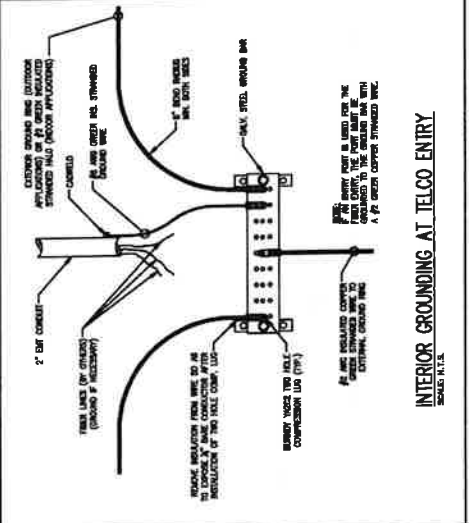 EXTERIOR GROUND RING (OUTDOOR
APPLICATIONS) OR #2 GREEN INSULATED
STRANDED HALO (INDOOR APPLICATIONS)
CADWELD
#6 AWG GREEN INS. STRANDED
GROUND WIRE
8" BEND RADIUS
MIN. BOTH SIDES
GALV. STEEL GROUND BAR
2" EMT CONDUIT
FIBER LINES (BY OTHERS)
(GROUND IF NECESSARY)
REMOVE INSULATION FROM WIRE SO AS
TO EXPOSE BARE CONDUCTOR AFTER
INSTALLATION OF TWO HOLE COMP. LUG
BURNDY TWO HOLE
COMPRESSION LUG (TYP.)
#2 AWG INSULATED COPPER
GREEN STRANDED WIRE TO
EXTERNAL GROUND RING
NOTE:
IF AN ENTRY PORT IS USED FOR THE
FIBER ENTRY, THE PORT MUST BE
GROUNDED TO THE GROUND BAR WITH
A #2 GREEN COPPER STRANDED WIRE.
INTERIOR GROUNDING AT TELCO ENTRY
SCALE: N.T.S.